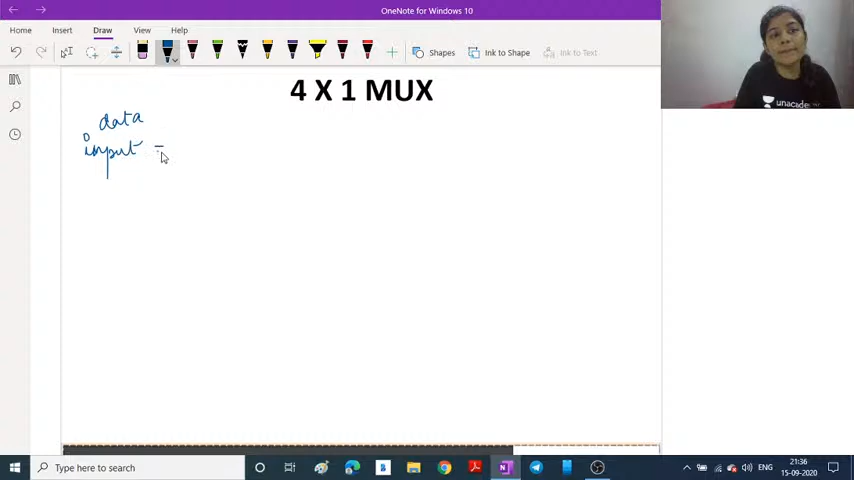 OneNote for Windows 10
Home Insert Draw View Help
Shapes Ink to Shape Ink to Text
unacademy
4 X 1 MUX
data
input =
Type here to search
ENG
21:36
15-09-2020